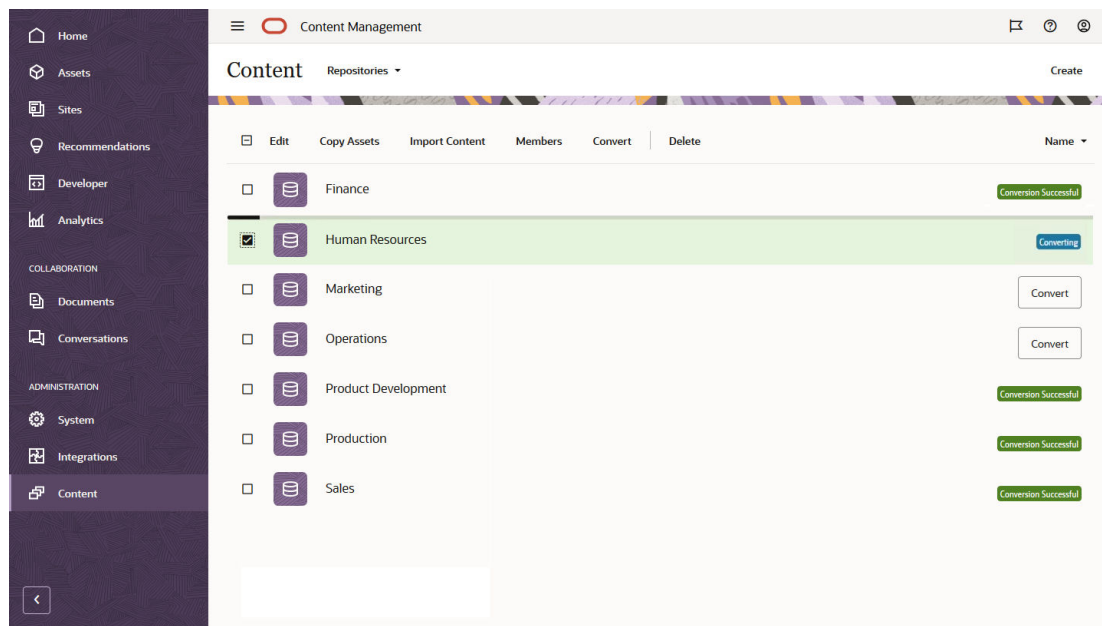 Home
Assets
Sites
Recommendations
Developer
Analytics
COLLABORATION
Documents
Conversations
ADMINISTRATION
System
Integrations
Content
Content Management
Content Repositories Create
Edit Copy Assets Import Content Members Convert Delete Name
Finance Conversion Successful
Human Resources Converting
Marketing Convert
Operations Convert
Product Development Conversion Successful
Production Conversion Successful
Sales Conversion Successful